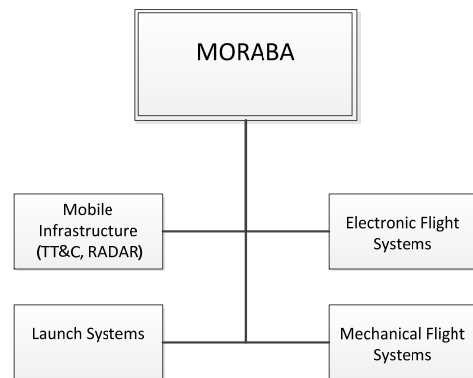 MORABA
Mobile
Infrastructure
(TT&C, RADAR)
Electronic Flight
Systems
Launch Systems
Mechanical Flight
Systems